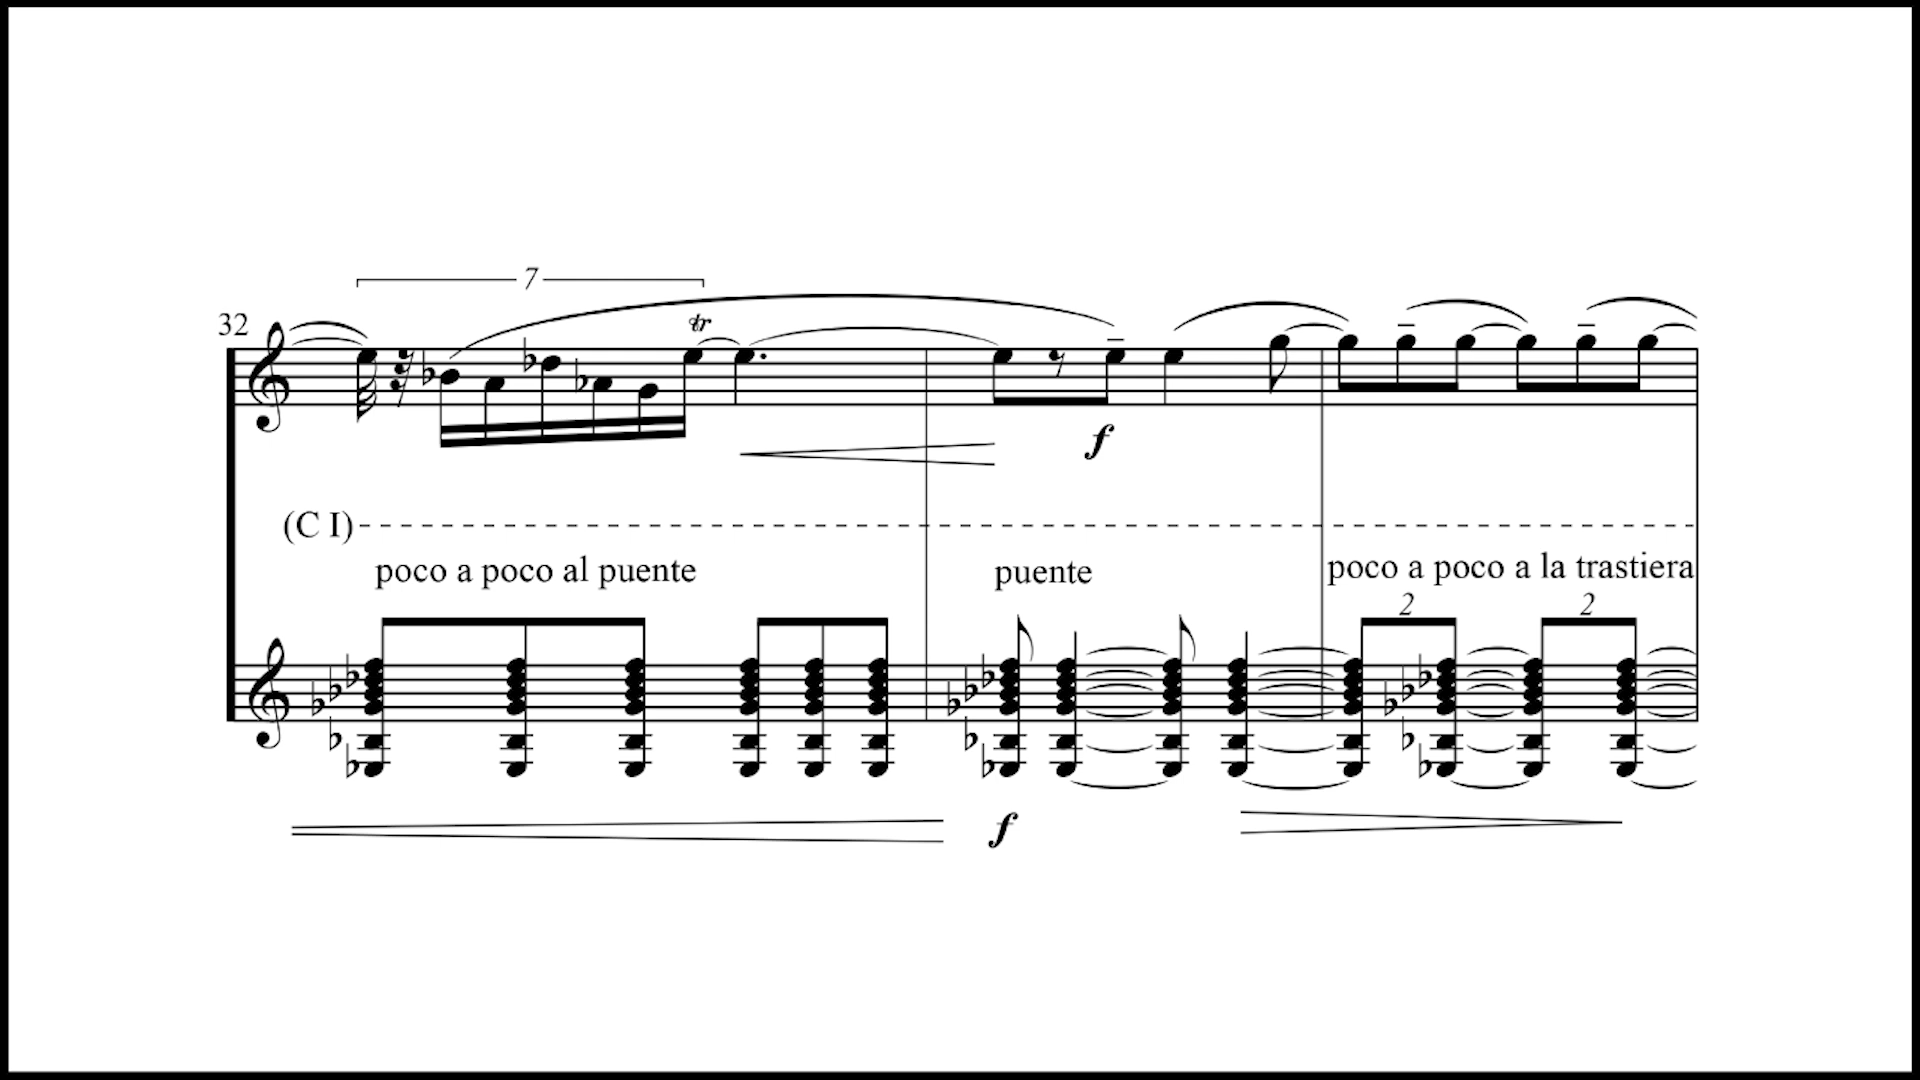 7
32
tr
f
(C I)
poco a poco al puente
puente
poco a poco a la trastiera
2
2
f